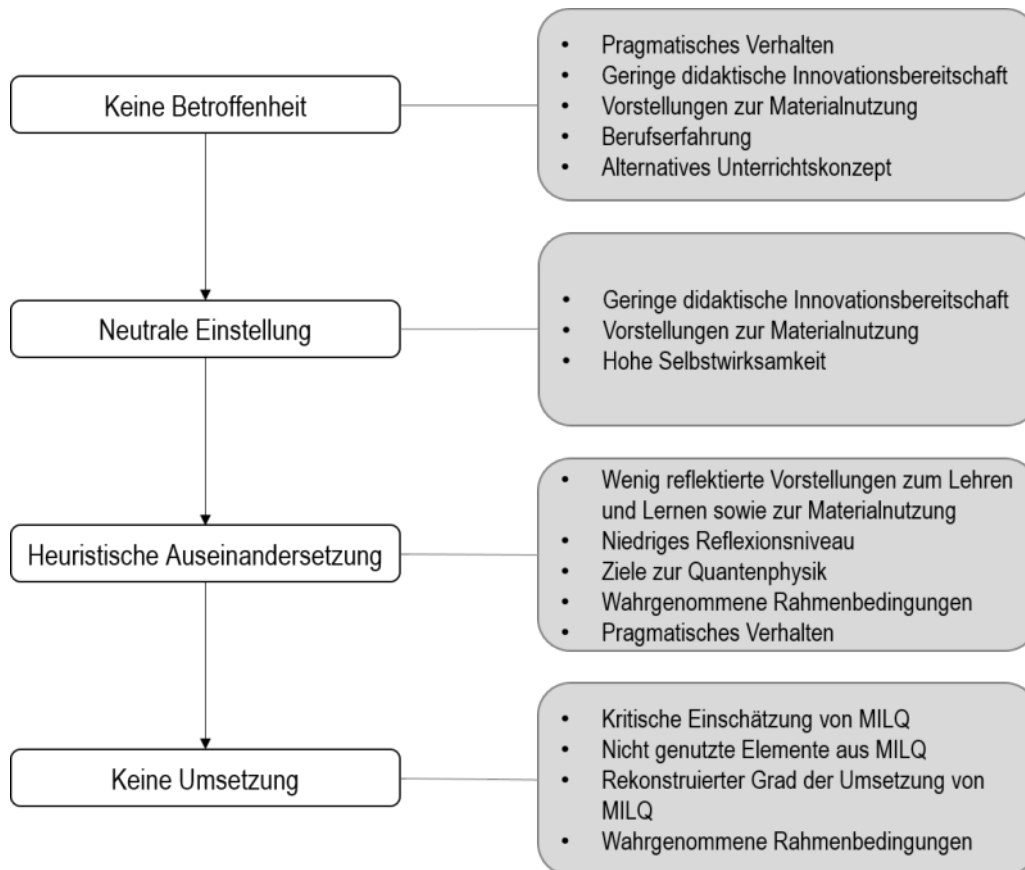 Keine Betroffenheit
• Pragmatisches Verhalten
• Geringe didaktische Innovationsbereitschaft
• Vorstellungen zur Materialnutzung
• Berufserfahrung
• Alternatives Unterrichtskonzept
Neutrale Einstellung
• Geringe didaktische Innovationsbereitschaft
• Vorstellungen zur Materialnutzung
• Hohe Selbstwirksamkeit
Heuristische Auseinandersetzung
• Wenig reflektierte Vorstellungen zum Lehren
und Lernen sowie zur Materialnutzung
• Niedriges Reflexionsniveau
• Ziele zur Quantenphysik
• Wahrgenommene Rahmenbedingungen
• Pragmatisches Verhalten
Keine Umsetzung
• Kritische Einschätzung von MILQ
• Nicht genutzte Elemente aus MILQ
• Rekonstruierter Grad der Umsetzung von
MILQ
• Wahrgenommene Rahmenbedingungen